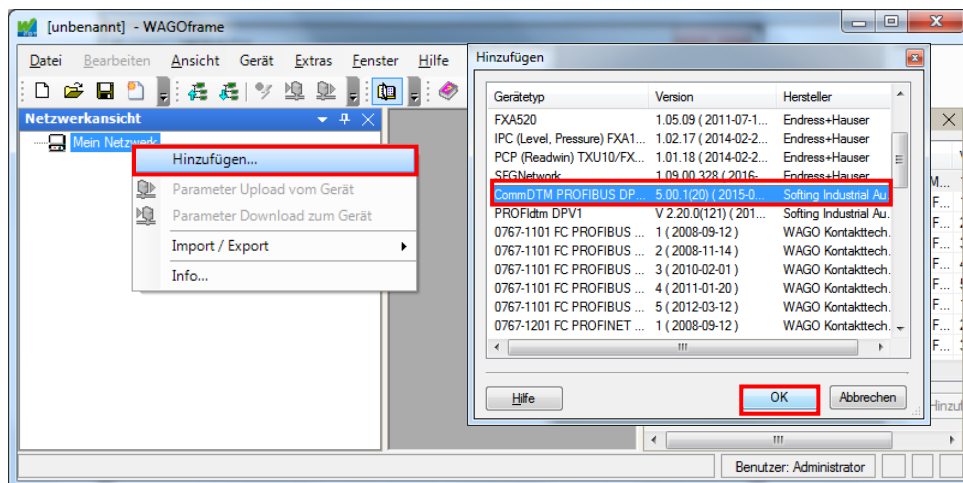 [unbenannt] - WAGOframe
Datei Bearbeiten Ansicht Gerät Extras Fenster Hilfe
Netzwerkansicht
Mein Netzwerk
Hinzufügen...
Parameter Upload vom Gerät
Parameter Download zum Gerät
Import / Export
Info...
Hinzufügen
Gerätetyp Version Hersteller
FXA520 1.05.09 ( 2011-07-1... Endress+Hauser
IPC (Level, Pressure) FXA1... 1.02.17 ( 2014-02-2... Endress+Hauser
PCP (Readwin) TXU10/FX... 1.01.18 ( 2014-02-2... Endress+Hauser
SFGNetwork 1.09.00.328 ( 2016- Endress+Hauser
CommDTM PROFIBUS DP... 5.00.1(20) ( 2015-0... Softing Industrial Au.
PROFIdtm DPV1 V 2.20.0(121) ( 201... Softing Industrial Au.
0767-1101 FC PROFIBUS ... 1 ( 2008-09-12 ) WAGO Kontakttech.
0767-1101 FC PROFIBUS ... 2 ( 2008-11-14 ) WAGO Kontakttech.
0767-1101 FC PROFIBUS ... 3 ( 2010-02-01 ) WAGO Kontakttech.
0767-1101 FC PROFIBUS ... 4 ( 2011-01-20 ) WAGO Kontakttech.
0767-1101 FC PROFIBUS ... 5 ( 2012-03-12 ) WAGO Kontakttech.
0767-1201 FC PROFINET ... 1 ( 2008-09-12 ) WAGO Kontakttech.
Hilfe OK Abbrechen
Benutzer: Administrator